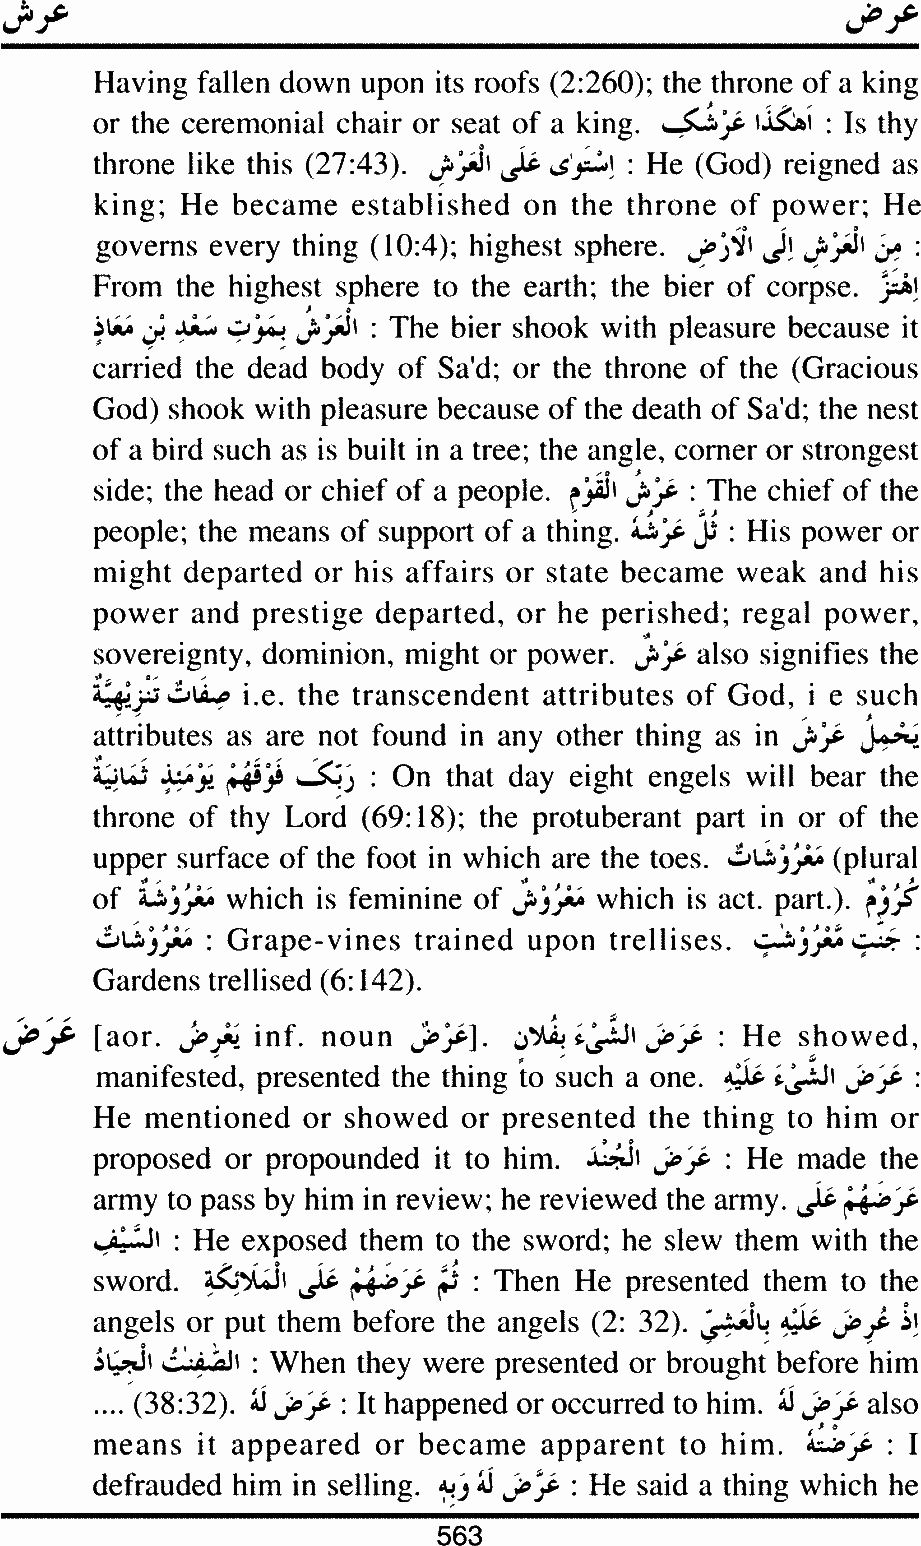 عرش عرض
Having fallen down upon its roofs (2:260); the throne of a king
or the ceremonial chair or seat of a king. اَهٰكَذَا عَرْشُكِ : Is thy
throne like this (27:43). اِسْتَوٰى عَلَى الْعَرْشِ : He (God) reigned as
king; He became established on the throne of power; He
governs every thing (10:4); highest sphere. مِنَ الْعَرْشِ اِلَى الْاَرْضِ :
From the highest sphere to the earth; the bier of corpse. اِهْتَزَّ
الْعَرْشُ بِمَوْتِ سَعْدِ بْنِ مَعَاذٍ : The bier shook with pleasure because it
carried the dead body of Sa'd; or the throne of the (Gracious
God) shook with pleasure because of the death of Sa'd; the nest
of a bird such as is built in a tree; the angle, corner or strongest
side; the head or chief of a people. عَرْشُ الْقَوْمِ : The chief of the
people; the means of support of a thing. ثُلَّ عَرْشُهٗ : His power or
might departed or his affairs or state became weak and his
power and prestige departed, or he perished; regal power,
sovereignty, dominion, might or power. عَرْشٌ also signifies the
صِفَاتٌ تَنْزِيْهِيَّةٌ i.e. the transcendent attributes of God, i e such
attributes as are not found in any other thing as in يَحْمِلُ عَرْشَ
رَبِّكَ فَوْقَهُمْ يَوْمَئِذٍ ثَمَانِيَةٌ : On that day eight engels will bear the
throne of thy Lord (69:18); the protuberant part in or of the
upper surface of the foot in which are the toes. مَعْرُوْشَاتٌ (plural
of مَعْرُوْشَةٌ which is feminine of مَعْرُوْشٌ which is act. part.). كُرُوْمٌ
مَعْرُوْشَاتٌ : Grape-vines trained upon trellises. جَنّٰتٍ مَّعْرُوْشٰتٍ :
Gardens trellised (6:142).
عَرَضَ [aor. يَعْرِضُ inf. noun عَرْضٌ]. عَرَضَ الشَّيْءَ بِفُلَانٍ : He showed,
manifested, presented the thing to such a one. عَرَضَ الشَّيْءَ عَلَيْهِ :
He mentioned or showed or presented the thing to him or
proposed or propounded it to him. عَرَضَ الْجُنْدَ : He made the
army to pass by him in review; he reviewed the army. عَرَضَهُمْ عَلَى
السَّيْفِ : He exposed them to the sword; he slew them with the
sword. ثُمَّ عَرَضَهُمْ عَلَى الْمَلَائِكَةِ : Then He presented them to the
angels or put them before the angels (2: 32). اِذْ عُرِضَ عَلَيْهِ بِالْعَشِيِّ
الصّٰفِنٰتُ الْجِيَادُ : When they were presented or brought before him
.... (38:32). عَرَضَ لَهٗ : It happened or occurred to him. عَرَضَ لَهٗ also
means it appeared or became apparent to him. عَرَضْتُهٗ : I
defrauded him in selling. عَرَّضَ لَهٗ وَبِهٖ : He said a thing which he
563